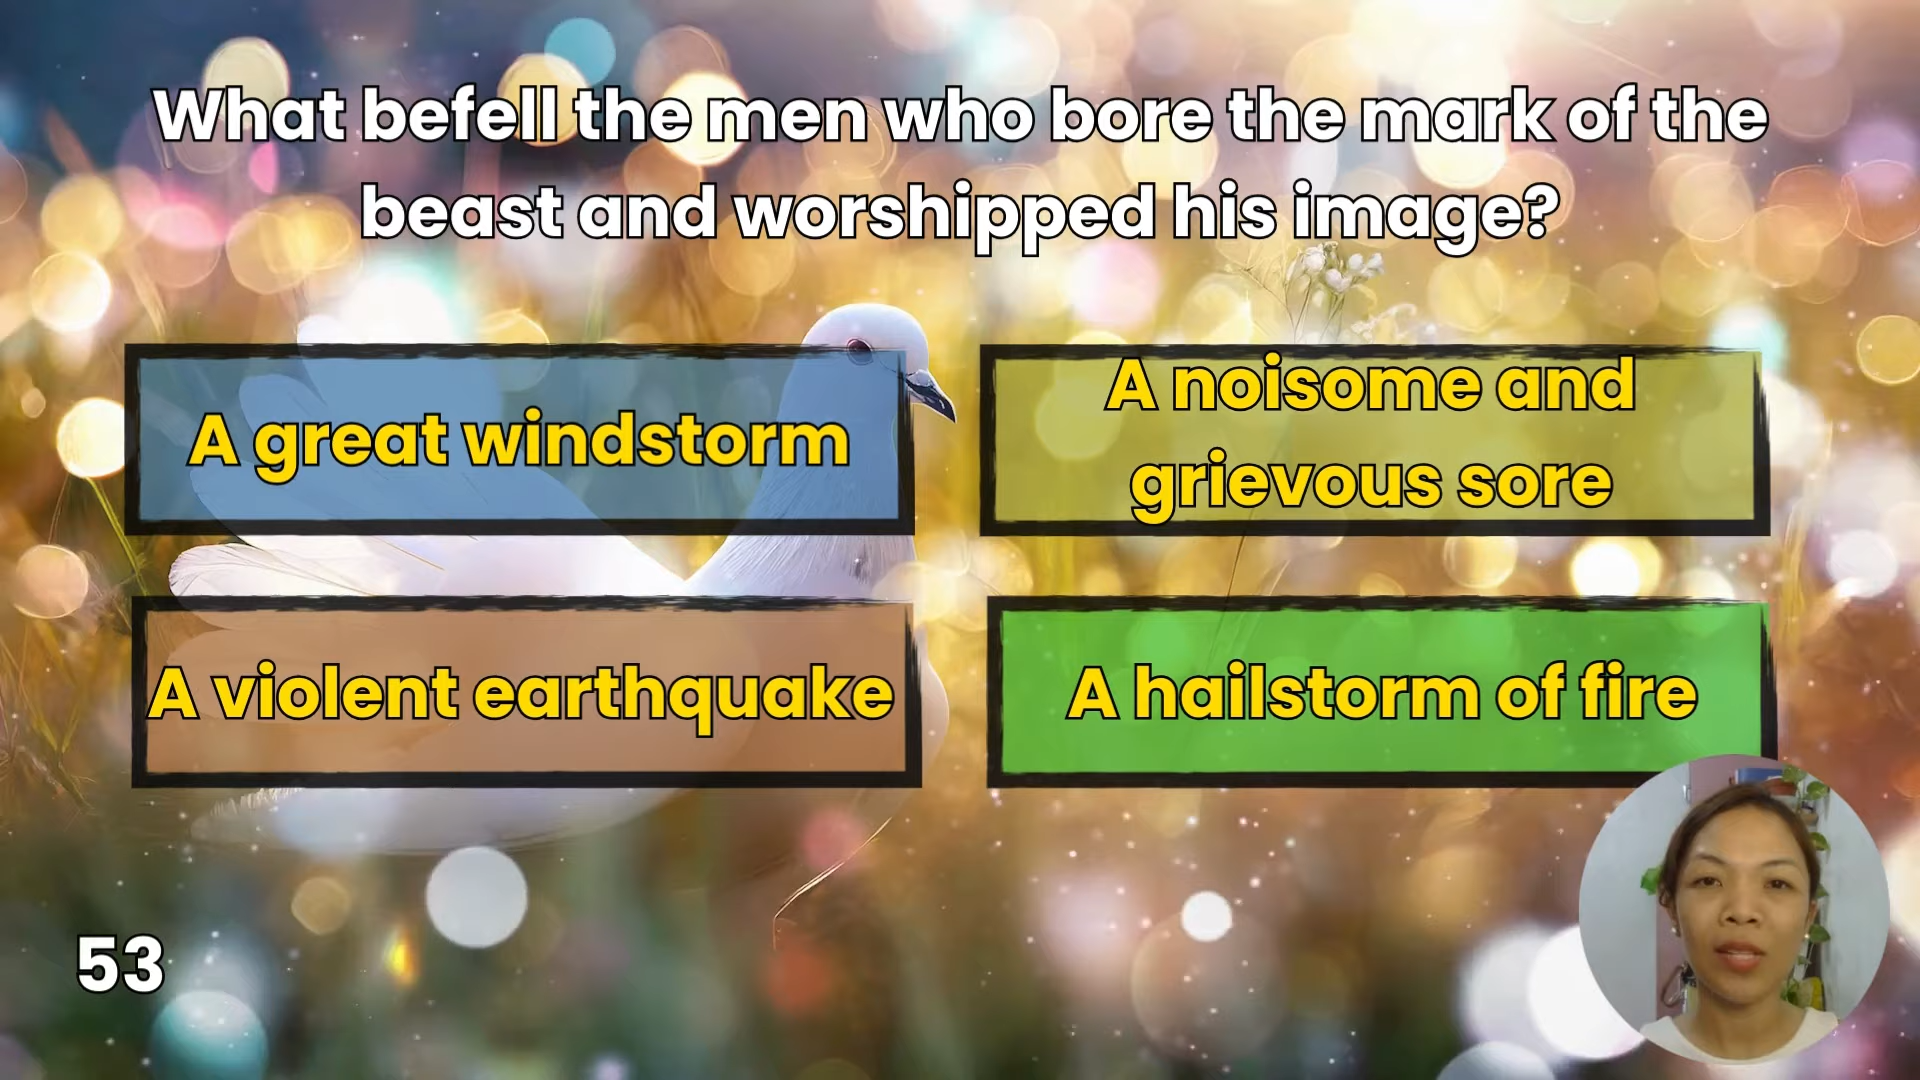 What befell the men who bore the mark of the
beast and worshipped his image?
A great windstorm
A noisome and
grievous sore
A violent earthquake
A hailstorm of fire
53